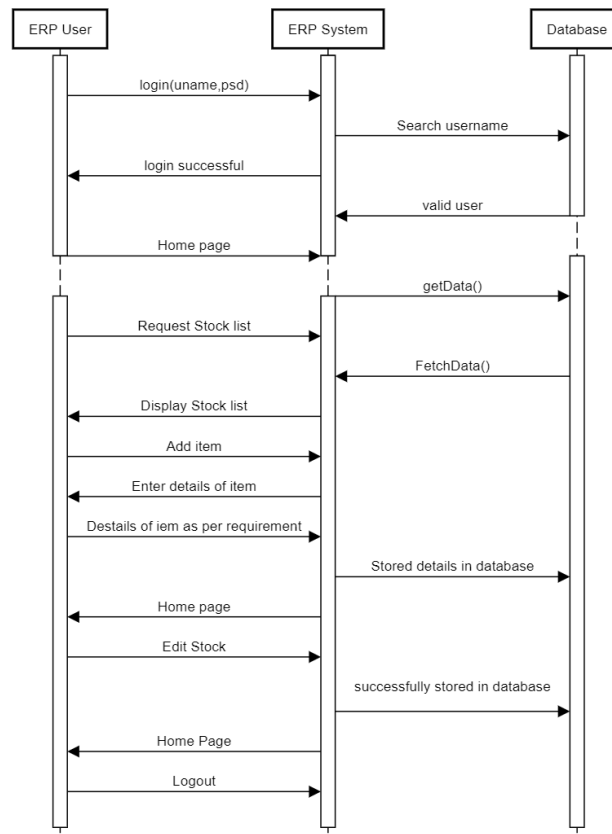 ERP User
ERP System
Database
login(uname,psd)
Search username
login successful
valid user
Home page
getData()
Request Stock list
FetchData()
Display Stock list
Add item
Enter details of item
Destails of iem as per requirement
Stored details in database
Home page
Edit Stock
successfully stored in database
Home Page
Logout